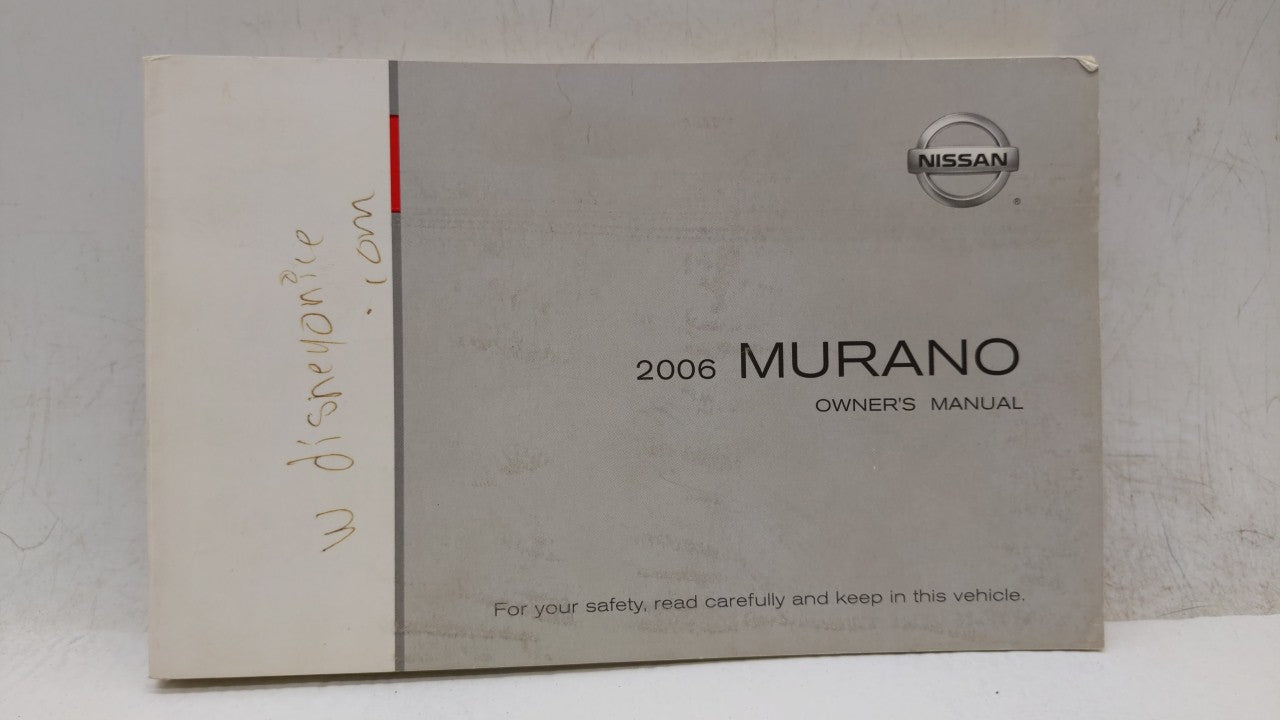 w disneyonice
.com
NISSAN
®
2006 MURANO
OWNER'S MANUAL
For your safety, read carefully and keep in this vehicle.